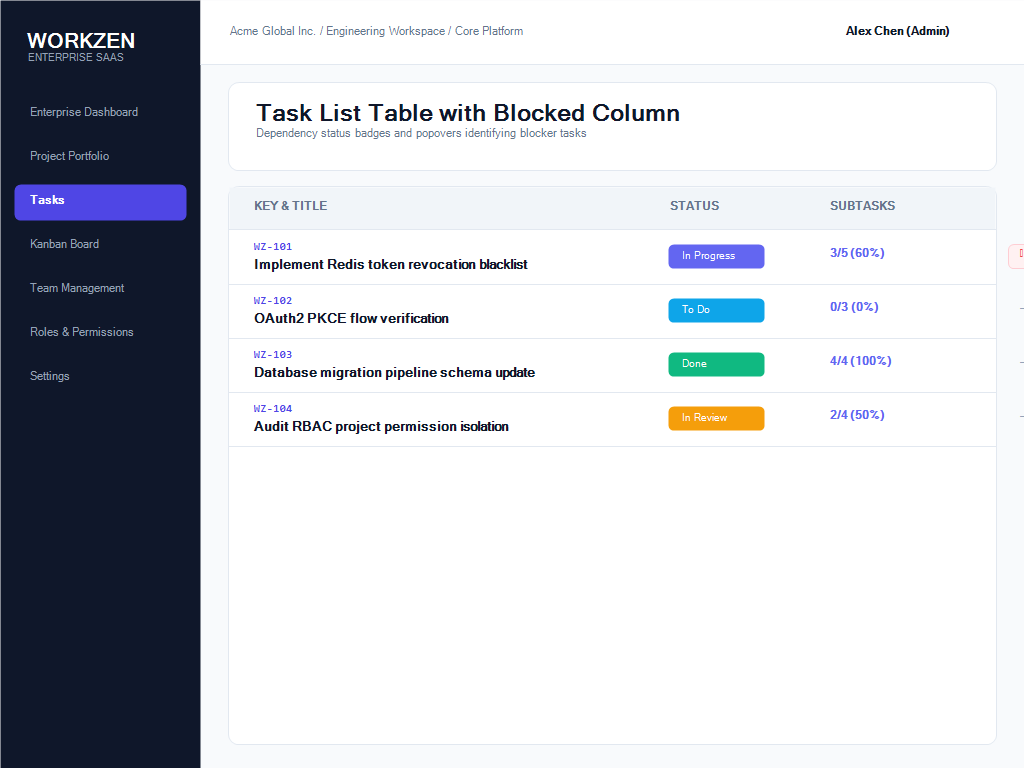 WORKZEN
ENTERPRISE SAAS
Enterprise Dashboard
Project Portfolio
Tasks
Kanban Board
Team Management
Roles & Permissions
Settings
Acme Global Inc. / Engineering Workspace / Core Platform
Alex Chen (Admin)
Task List Table with Blocked Column
Dependency status badges and popovers identifying blocker tasks
KEY & TITLE STATUS SUBTASKS
WZ-101
Implement Redis token revocation blacklist
In Progress
3/5 (60%)
WZ-102
OAuth2 PKCE flow verification
To Do
0/3 (0%)
WZ-103
Database migration pipeline schema update
Done
4/4 (100%)
WZ-104
Audit RBAC project permission isolation
In Review
2/4 (50%)